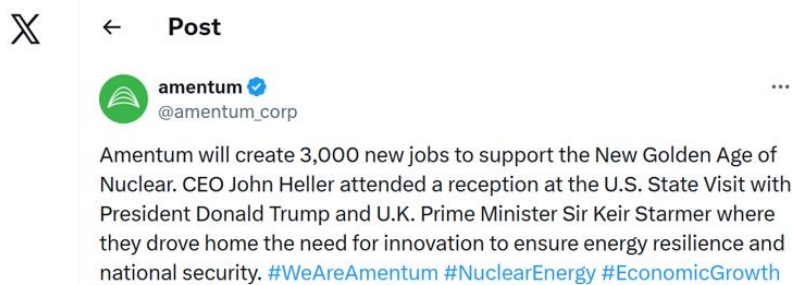 Post
amentum
@amentum_corp
Amentum will create 3,000 new jobs to support the New Golden Age of
Nuclear. CEO John Heller attended a reception at the U.S. State Visit with
President Donald Trump and U.K. Prime Minister Sir Keir Starmer where
they drove home the need for innovation to ensure energy resilience and
national security. #WeAreAmentum #NuclearEnergy #EconomicGrowth